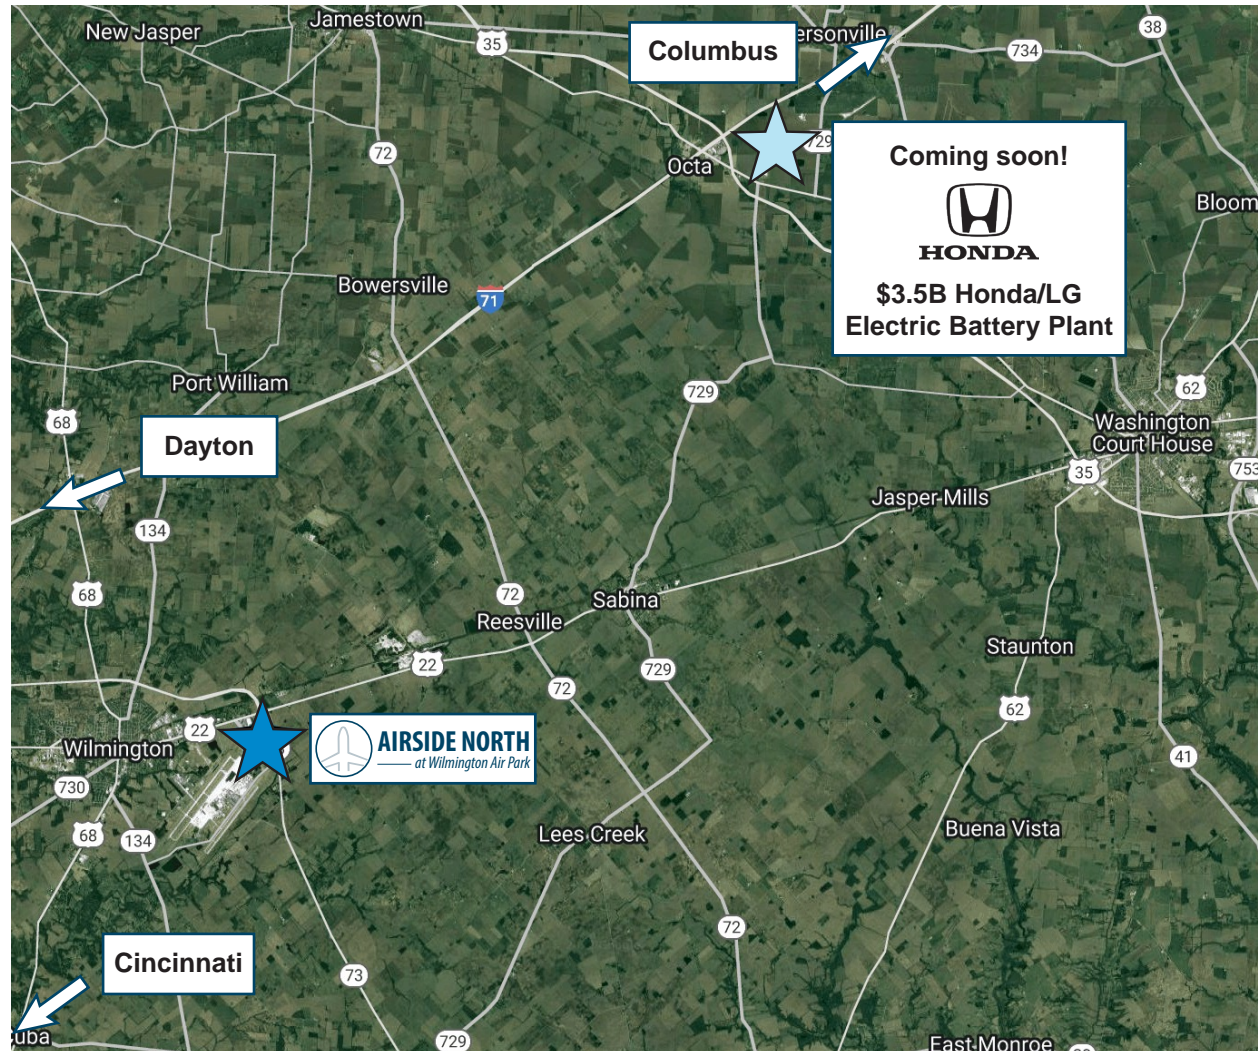 New Jasper
Jamestown
35
Columbus
ersonville
734
38
72
Octa
729
Coming soon!
HONDA
$3.5B Honda/LG
Electric Battery Plant
Bloom
Bowersville
71
Port William
68
729
62
Washington
Court House
Dayton
35
753
Jasper Mills
134
68
72
Sabina
Reesville
22
729
Staunton
72
62
22
Wilmington
AIRSIDE NORTH
at Wilmington Air Park
730
41
68
134
Lees Creek
Buena Vista
72
Cincinnati
73
uba
729
East Monroe